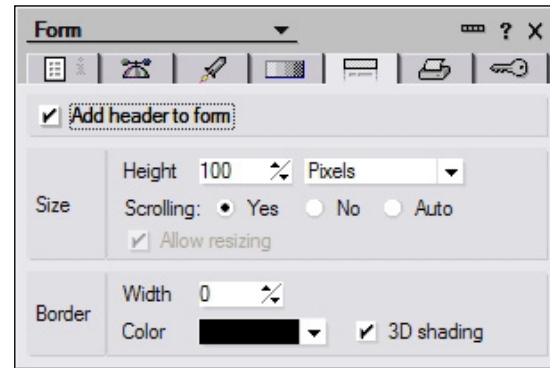 Form ? X
Add header to form
Size
Height 100 Pixels
Scrolling: Yes No Auto
Allow resizing
Border
Width 0
Color 3D shading